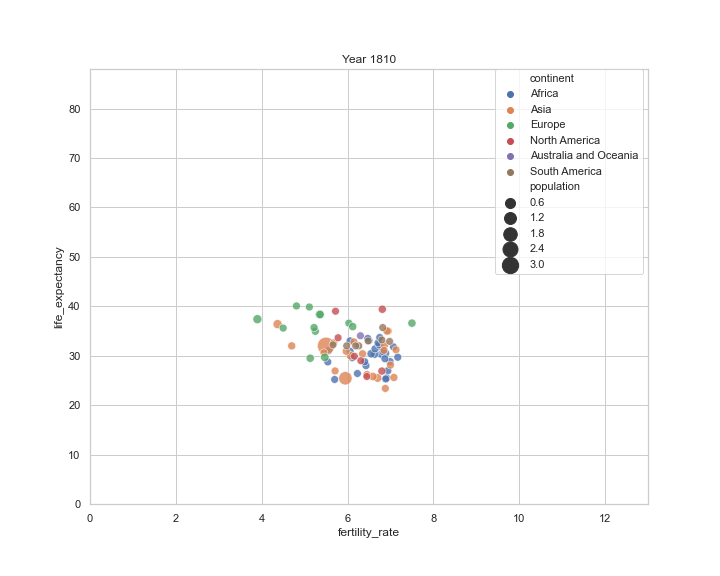 Year 1810
continent
Africa
Asia
Europe
North America
Australia and Oceania
South America
population
0.6
1.2
1.8
2.4
3.0
life_expectancy
80
70
60
50
40
30
20
10
0
0 2 4 6 8 10 12
fertility_rate